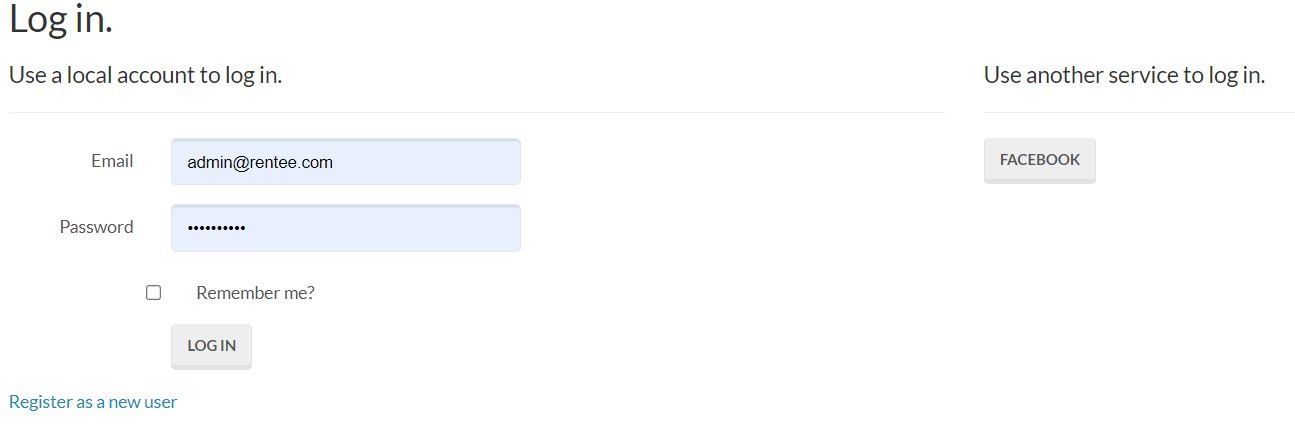 Log in.
Use a local account to log in.
Use another service to log in.
Email
admin@rentee.com
FACEBOOK
Password
••••••••••
Remember me?
LOG IN
Register as a new user